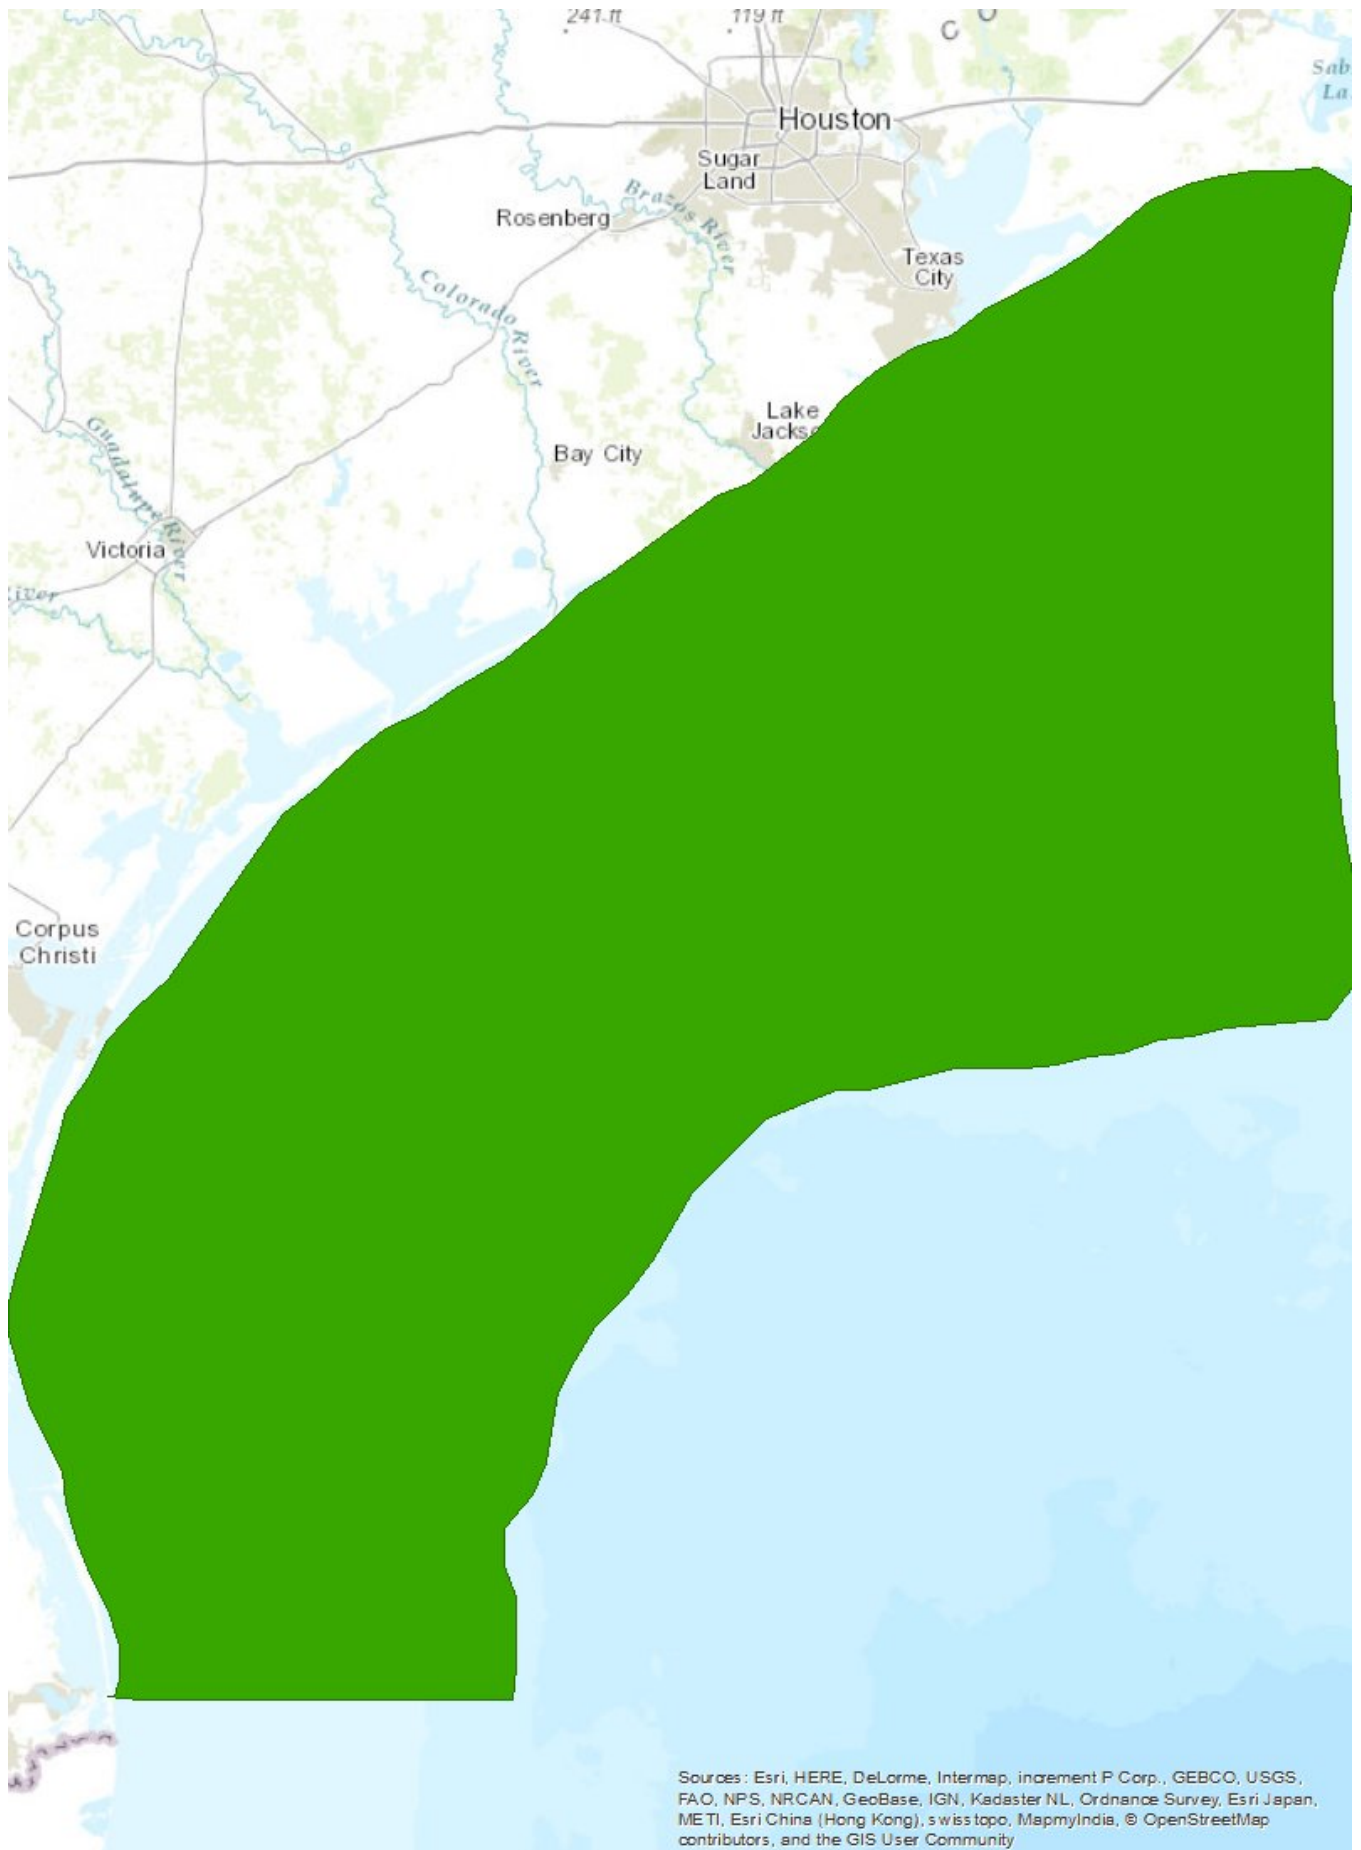 241 ft
119 ft
C O
Sab
La
Houston
Sugar
Land
Brazos River
Rosenberg
Texas
City
Colorado River
Lake
Jacks
Bay City
Guadalupe River
Victoria
iver
Corpus
Christi
Sources: Esri, HERE, DeLorme, Intermap, increment P Corp., GEBCO, USGS,
FAO, NPS, NRCAN, GeoBase, IGN, Kadaster NL, Ordnance Survey, Esri Japan,
METI, Esri China (Hong Kong), swisstopo, MapmyIndia, © OpenStreetMap
contributors, and the GIS User Community